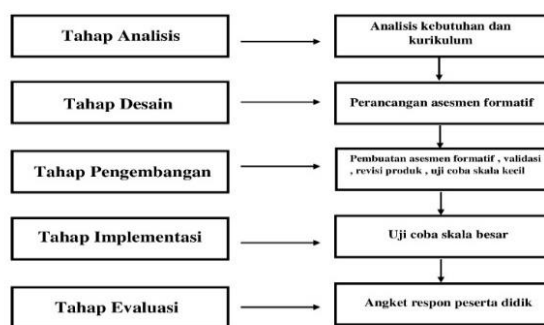 Tahap Analisis
Analisis kebutuhan dan
kurikulum
Tahap Desain
Perancangan asesmen formatif
Tahap Pengembangan
Pembuatan asesmen formatif , validasi
, revisi produk , uji coba skala kecil
Tahap Implementasi
Uji coba skala besar
Tahap Evaluasi
Angket respon peserta didik